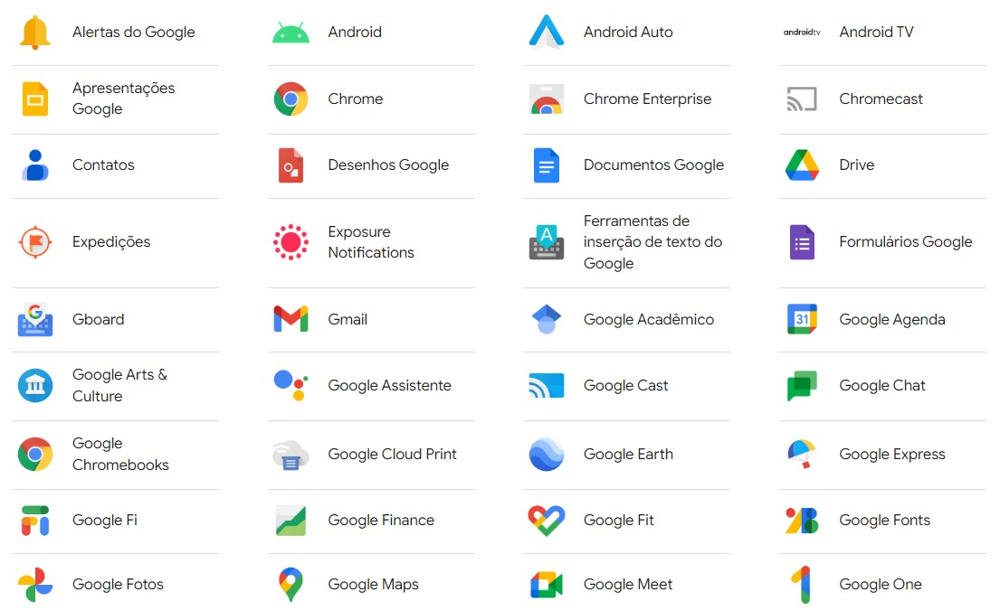 Alertas do Google
Android
Android Auto
androidtv
Android TV
Apresentações
Google
Chrome
Chrome Enterprise
Chromecast
Contatos
Desenhos Google
Documentos Google
Drive
Expedições
Exposure
Notifications
A
Ferramentas de
inserção de texto do
Google
Formulários Google
G
Gboard
Gmail
Google Acadêmico
31
Google Agenda
Google Arts &
Culture
Google Assistente
Google Cast
Google Chat
Google
Chromebooks
Google Cloud Print
Google Earth
Google Express
Google Fi
Google Finance
Google Fit
Google Fonts
Google Fotos
Google Maps
Google Meet
Google One